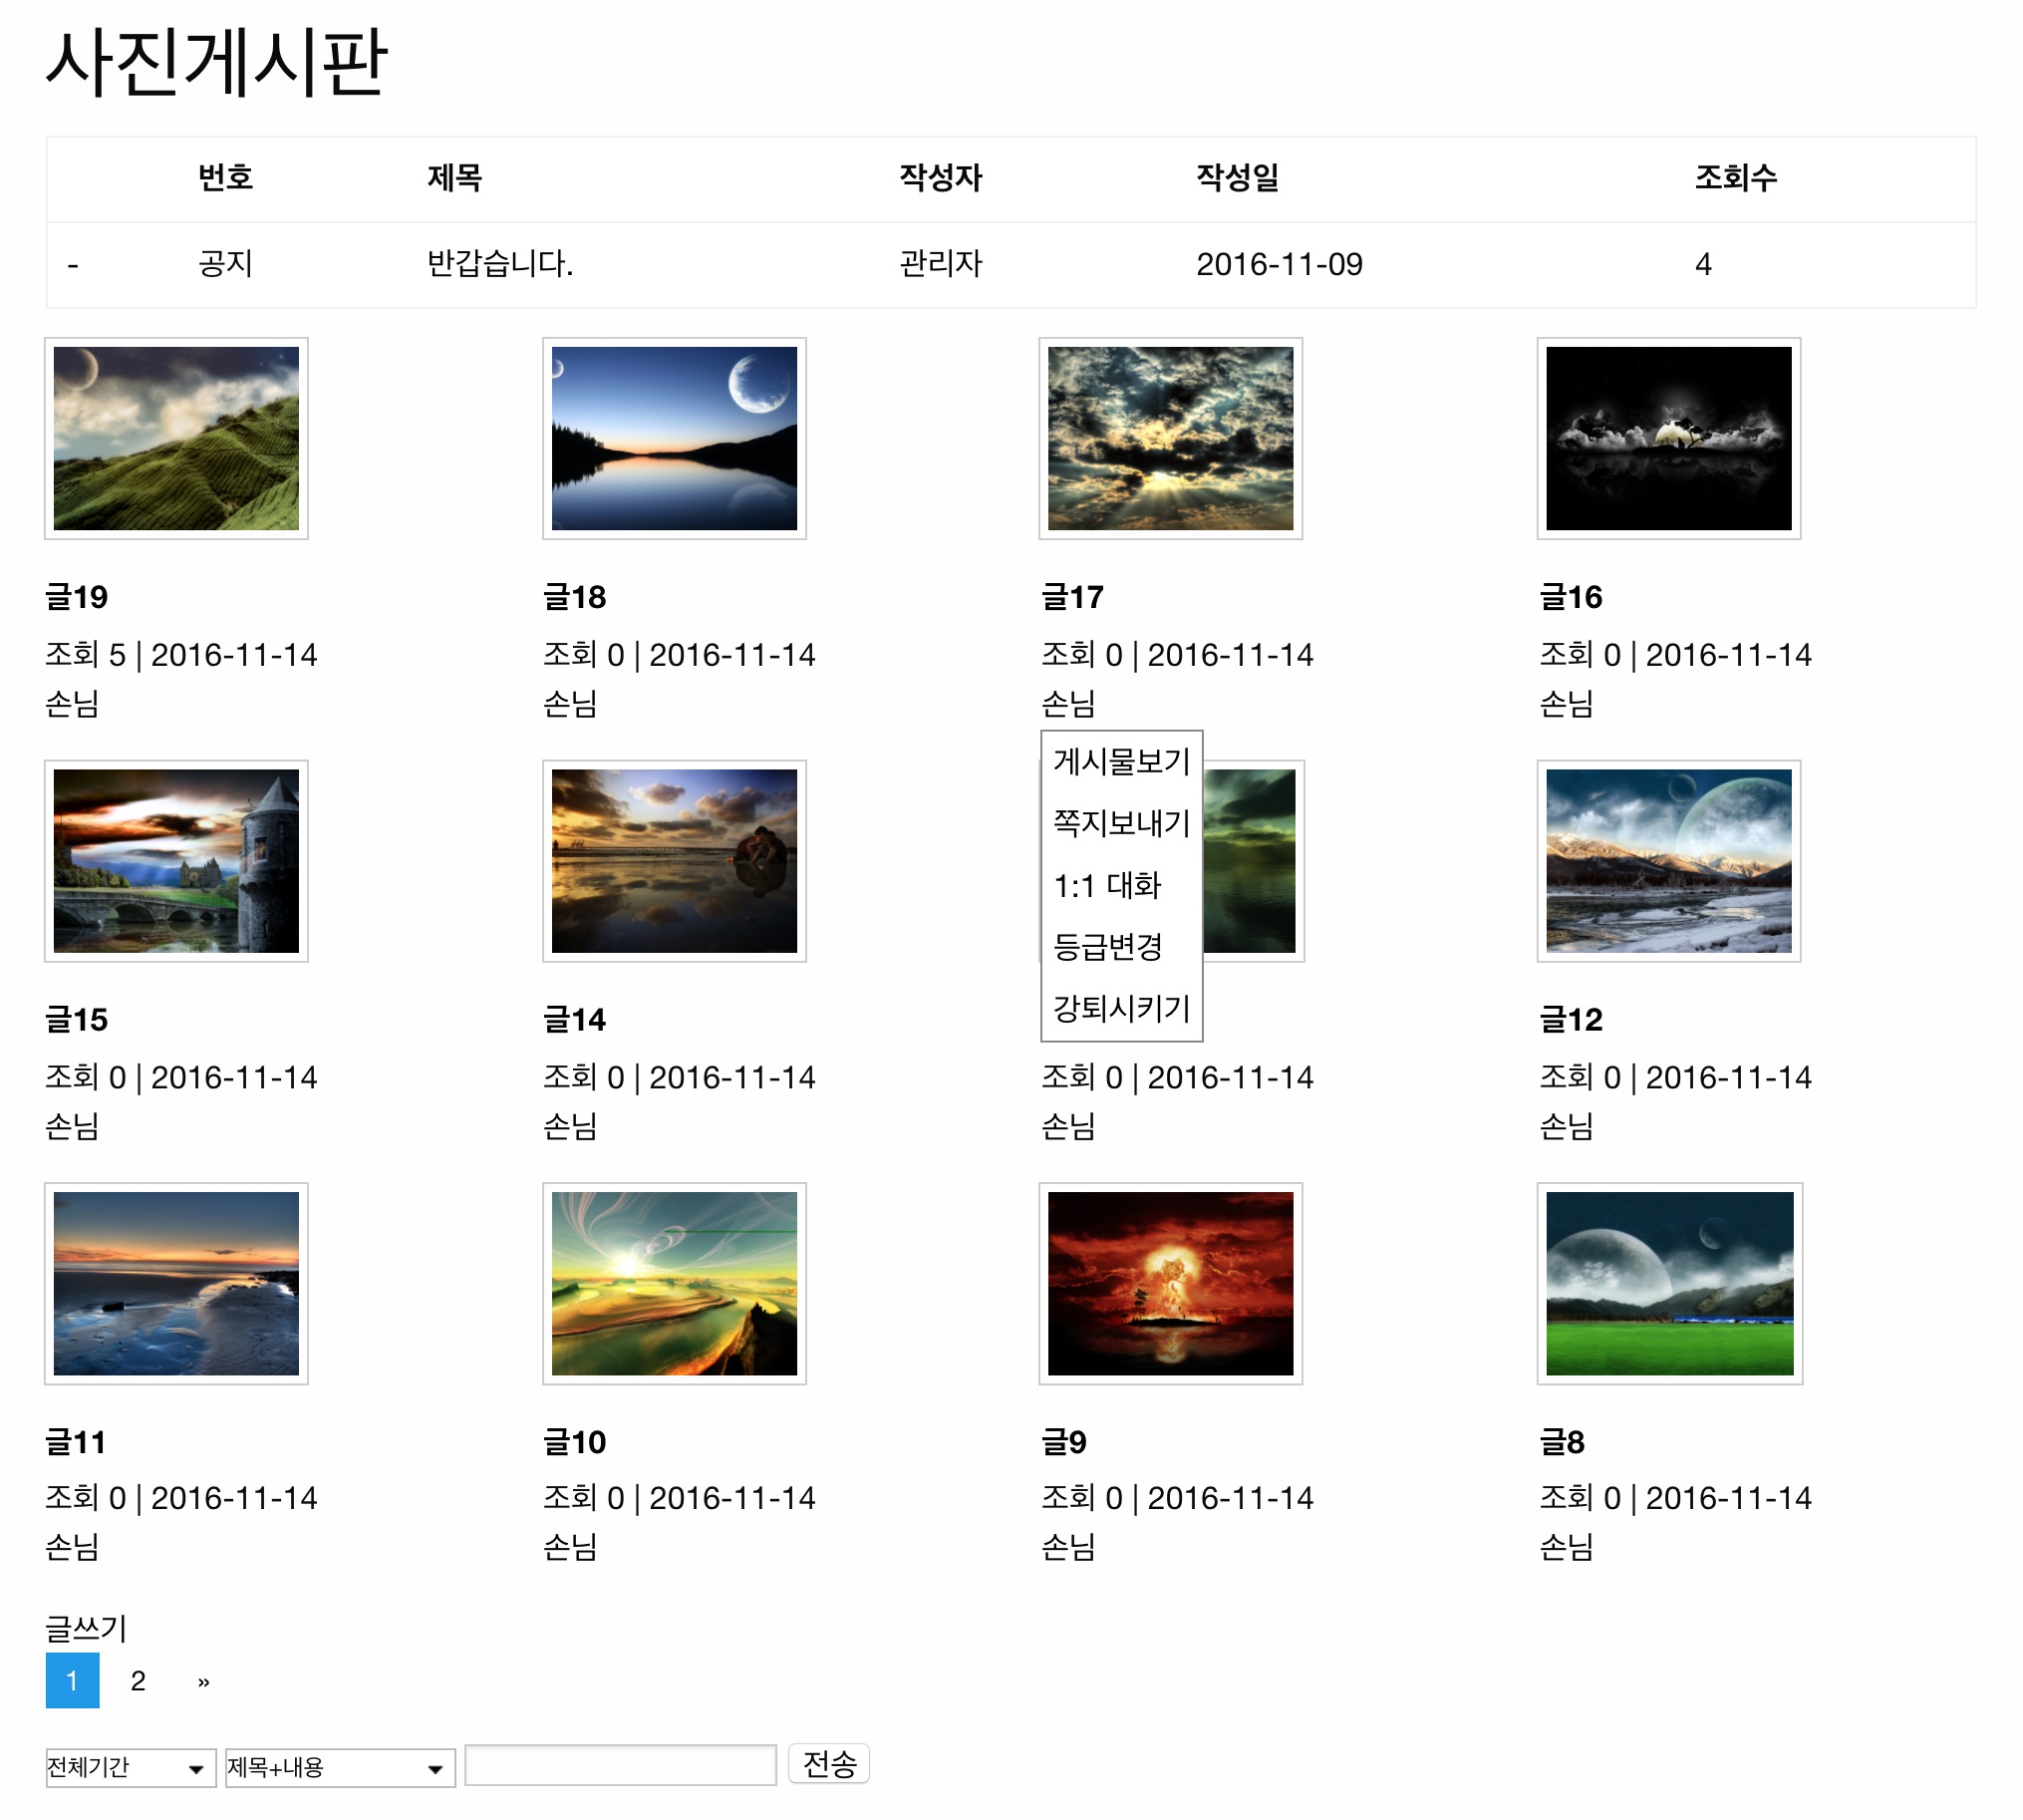 사진게시판
번호 제목 작성자 작성일 조회수
- 공지 반갑습니다. 관리자 2016-11-09 4
글19 글18 글17 글16
조회 5 | 2016-11-14 조회 0 | 2016-11-14 조회 0 | 2016-11-14 조회 0 | 2016-11-14
손님 손님 손님 손님
게시물보기
쪽지보내기
1:1 대화
등급변경
강퇴시키기
글15 글14 글12
조회 0 | 2016-11-14 조회 0 | 2016-11-14 조회 0 | 2016-11-14 조회 0 | 2016-11-14
손님 손님 손님 손님
글11 글10 글9 글8
조회 0 | 2016-11-14 조회 0 | 2016-11-14 조회 0 | 2016-11-14 조회 0 | 2016-11-14
손님 손님 손님 손님
글쓰기
1 2 »
전체기간 제목+내용 전송